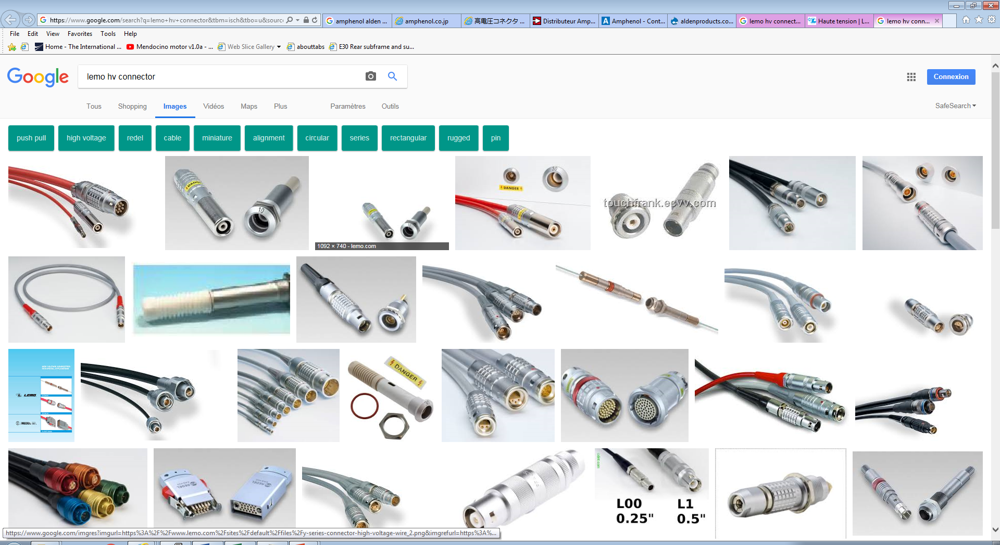 https://www.google.com/search?q=lemo+hv+connector&tbm=isch&tbo=u&sourc
amphenol alden ...
amphenol.co.jp
高電圧コネクタ ...
Distributeur Amp...
Amphenol - Cont...
aldenproducts.co...
lemo hv connect...
Haute tension | L...
lemo hv conn...
File Edit View Favorites Tools Help
Home - The International ...
Mendocino motor v1.0a - ...
Web Slice Gallery
abouttabs
E30 Rear subframe and su...
Google
lemo hv connector
Connexion
Tous Shopping Images Vidéos Maps Plus Paramètres Outils
SafeSearch
push pull
high voltage
redel
cable
miniature
alignment
circular
series
rectangular
rugged
pin
DANGER
10
1092 × 740 - lemo.com
30
DANGER
touchfrank.ecvv.com
LEMO
REDEL
DANGER
30
REDEL
REDEL
cdint.com
L00
0.25"
L1
0.5"
https://www.google.com/imgres?imgurl=https%3A%2F%2Fwww.lemo.com%2Fsites%2Fdefault%2Ffiles%2Fy-series-connector-high-voltage-wire_2.png&imgrefurl=https%3A%...